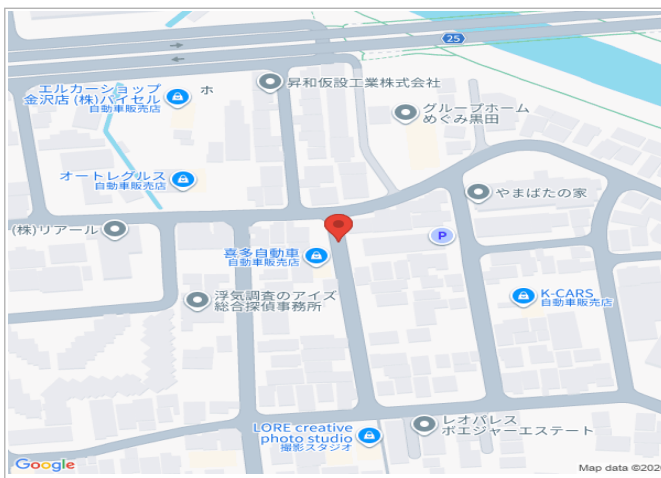 25
エルカーショップ
金沢店 (株)バイセル
自動車販売店
ホ
昇和仮設工業株式会社
グループホーム
めぐみ黒田
オートレグルス
自動車販売店
やまばたの家
(株)リアール
P
喜多自動車
自動車販売店
浮気調査のアイズ
総合探偵事務所
K-CARS
自動車販売店
LORE creative
photo studio
撮影スタジオ
レオパレス
ボエジャーエステート
Google
Map data ©202